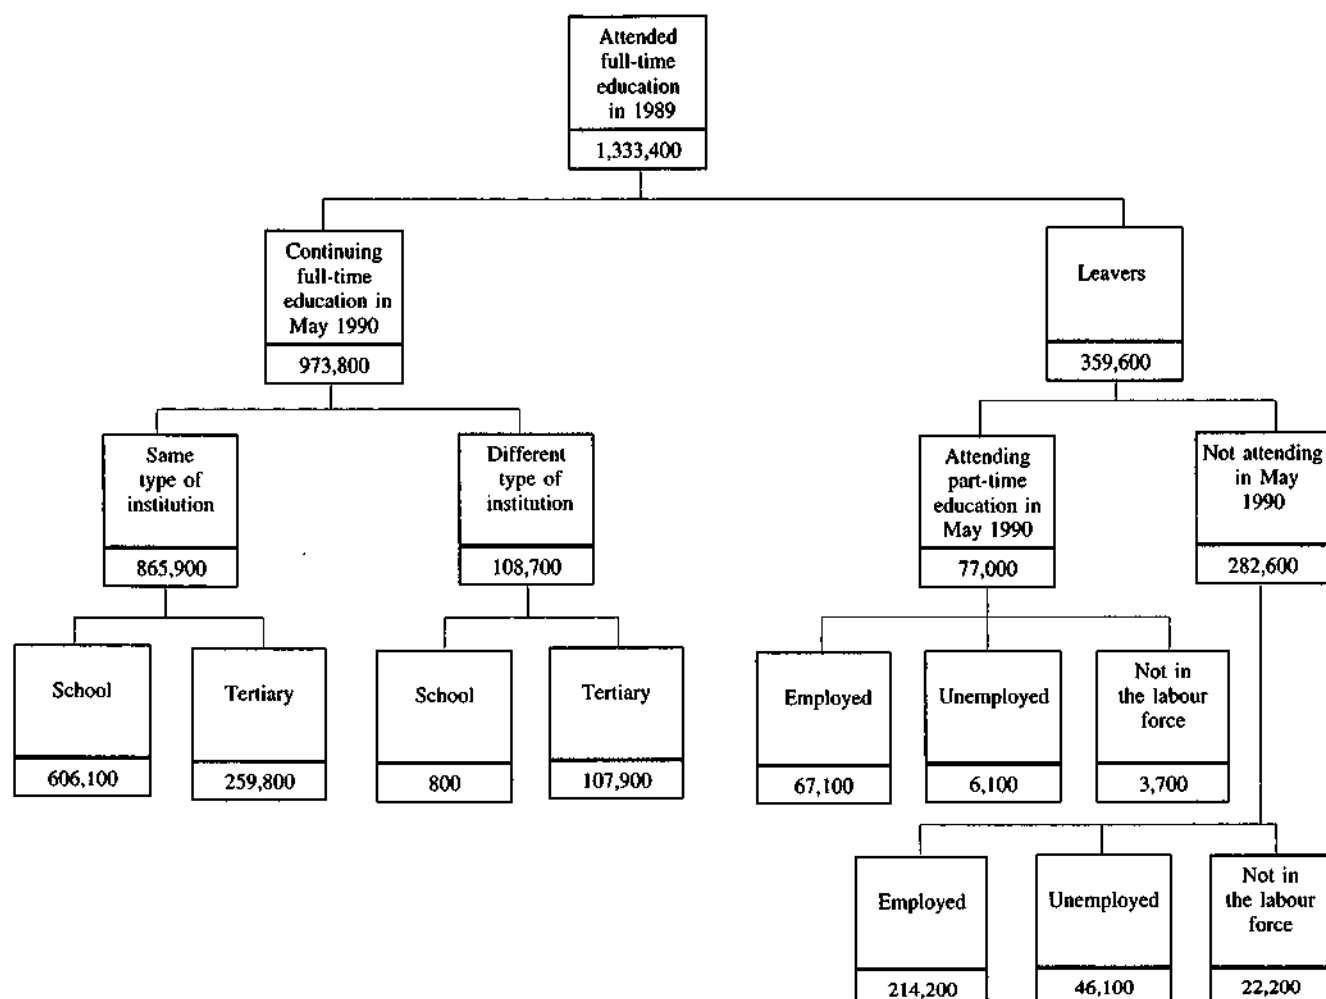 Attended
full-time
education
in 1989
1,333,400
Continuing
full-time
education in
May 1990
973,800
Leavers
359,600
Same
type of
institution
865,900
Different
type of
institution
108,700
Attending
part-time
education in
May 1990
77,000
Not attending
in May
1990
282,600
School
606,100
Tertiary
259,800
School
800
Tertiary
107,900
Employed
67,100
Unemployed
6,100
Not in
the labour
force
3,700
Employed
214,200
Unemployed
46,100
Not in
the labour
force
22,200